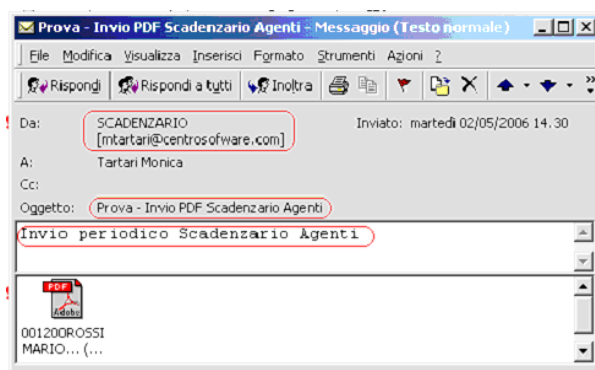 Prova - Invio PDF Scadenzario Agenti - Messaggio (Testo normale)
File Modifica Visualizza Inserisci Formato Strumenti Azioni ?
Rispondi Rispondi a tutti Inoltra
Da: SCADENZARIO Inviato: martedì 02/05/2006 14.30
[mtartari@centrosofware.com]
A: Tartari Monica
Cc:
Oggetto: Prova - Invio PDF Scadenzario Agenti
Invio periodico Scadenzario Agenti
PDF
Adobe
001200ROSSI
MARIO... (...